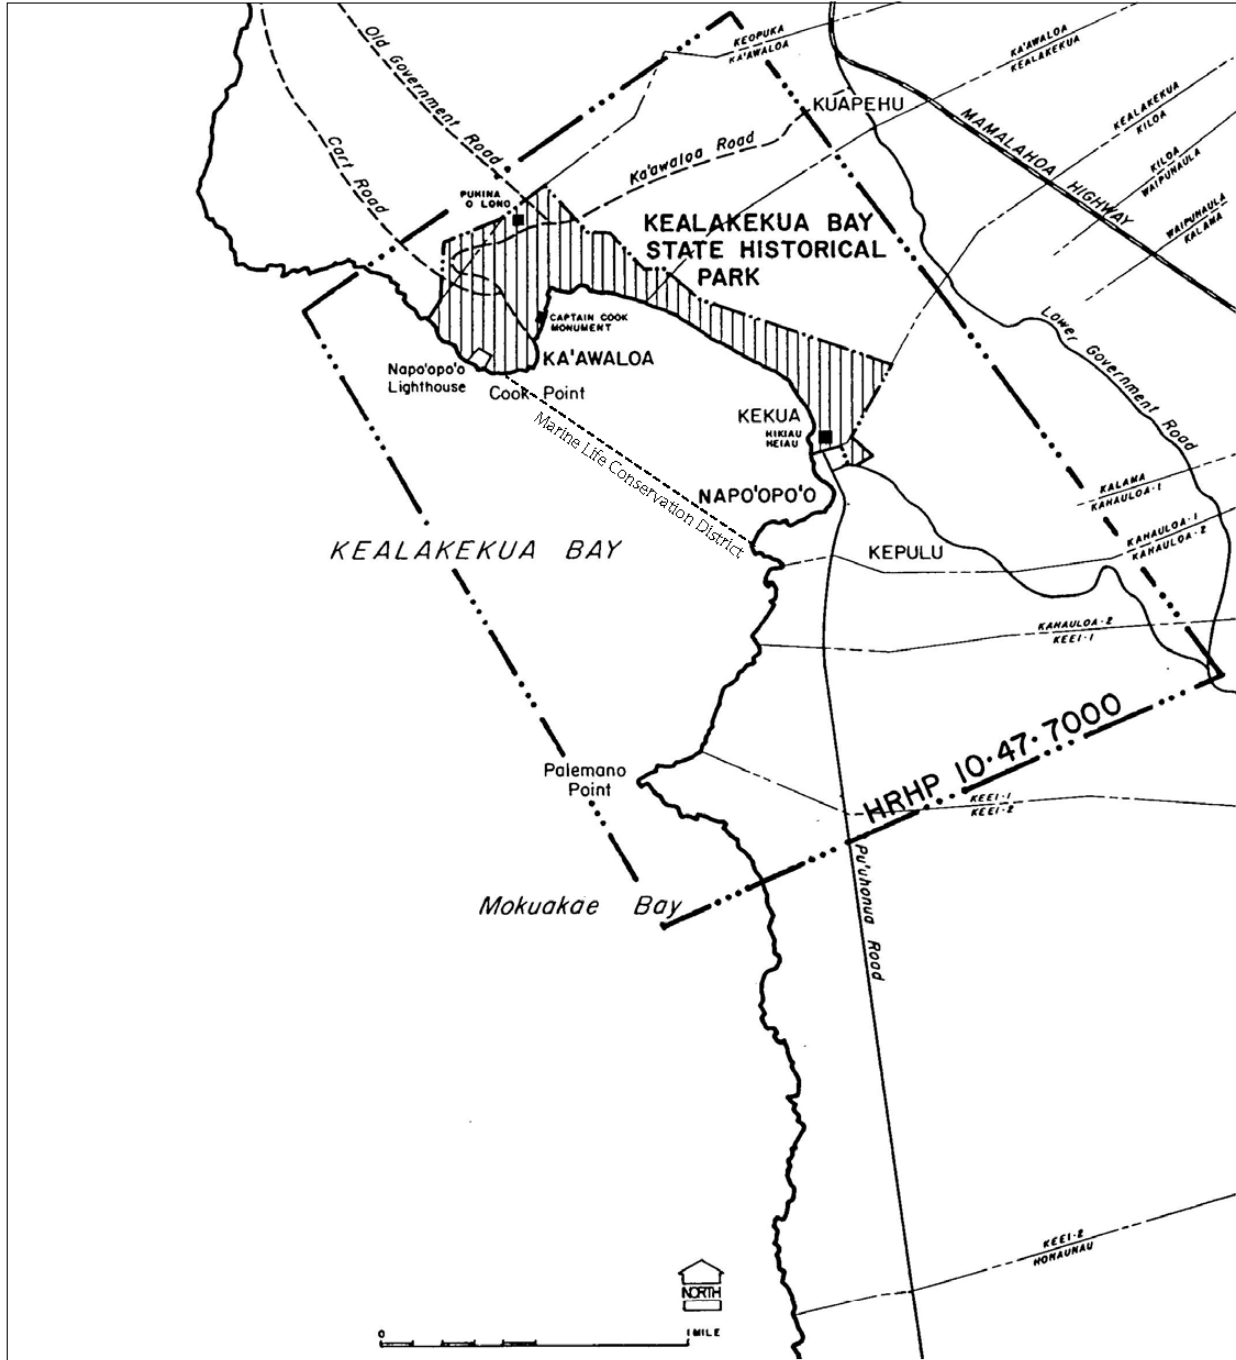 Old Government Road
Cart Road
KEOPUKA
KA'AWALOA
KA'AWALOA
KEALAKEKUA
KUAPEHU
MAMALAHOA HIGHWAY
KEALAKEKUA
KILOA
KILOA
WAIPUNAULA
WAIPUNAULA
KALAMA
Ka'awaloa Road
PUHINA
O LONO
KEALAKEKUA BAY
STATE HISTORICAL
PARK
CAPTAIN COOK
MONUMENT
KA'AWALOA
Napo'opo'o
Lighthouse
Cook Point
Lower Government Road
Marine Life Conservation District
KEKUA
HIKIAU
HEIAU
NAPO'OPO'O
KALAMA
KAHAULOA-1
KAHAULOA-1
KAHAULOA-2
KEALAKEKUA BAY
KEPULU
KAHAULOA-2
KEEI-1
HRHP 10·47·7000
Palemano
Point
KEEI-1
KEEI-2
Pu'uhonua Road
Mokuakae Bay
KEEI-2
HONAUNAU
NORTH
0
1 MILE